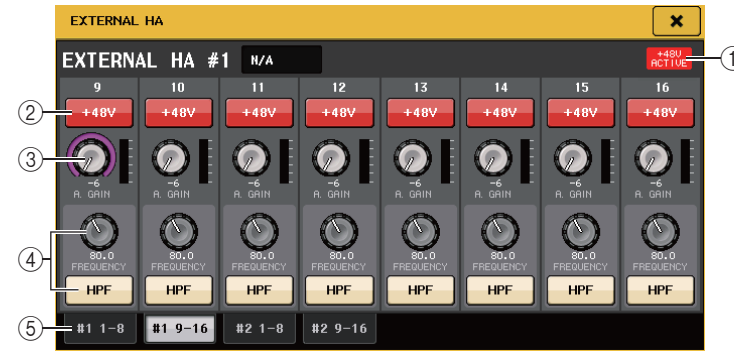 EXTERNAL HA
EXTERNAL HA #1 N/A
+48V
ACTIVE
①
9 10 11 12 13 14 15 16
② +48V +48V +48V +48V +48V +48V +48V +48V
③
-6 -6 -6 -6 -6 -6 -6 -6
A. GAIN A. GAIN A. GAIN A. GAIN A. GAIN A. GAIN A. GAIN A. GAIN
④
80.0 80.0 80.0 80.0 80.0 80.0 80.0 80.0
FREQUENCY FREQUENCY FREQUENCY FREQUENCY FREQUENCY FREQUENCY FREQUENCY FREQUENCY
HPF HPF HPF HPF HPF HPF HPF HPF
⑤ #1 1-8 #1 9-16 #2 1-8 #2 9-16